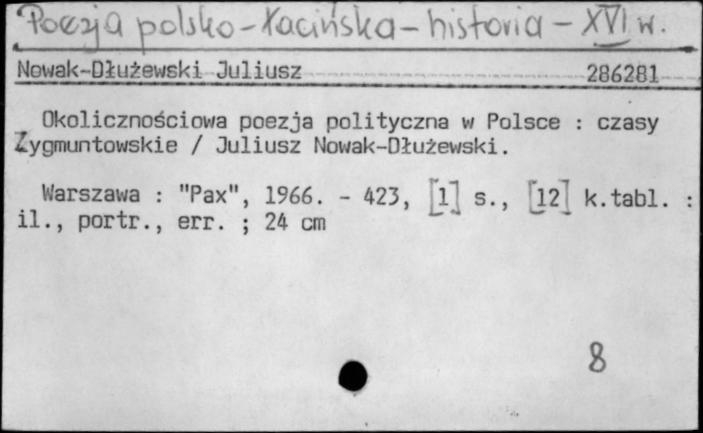 Poezja polsko-łacińska - historia - XVI w.
Nowak-Dłużewski Juliusz 286281
Okolicznościowa poezja polityczna w Polsce : czasy
Zygmuntowskie / Juliusz Nowak-Dłużewski.
Warszawa : "Pax", 1966. - 423, [1] s., [12] k.tabl. :
il., portr., err. ; 24 cm
8